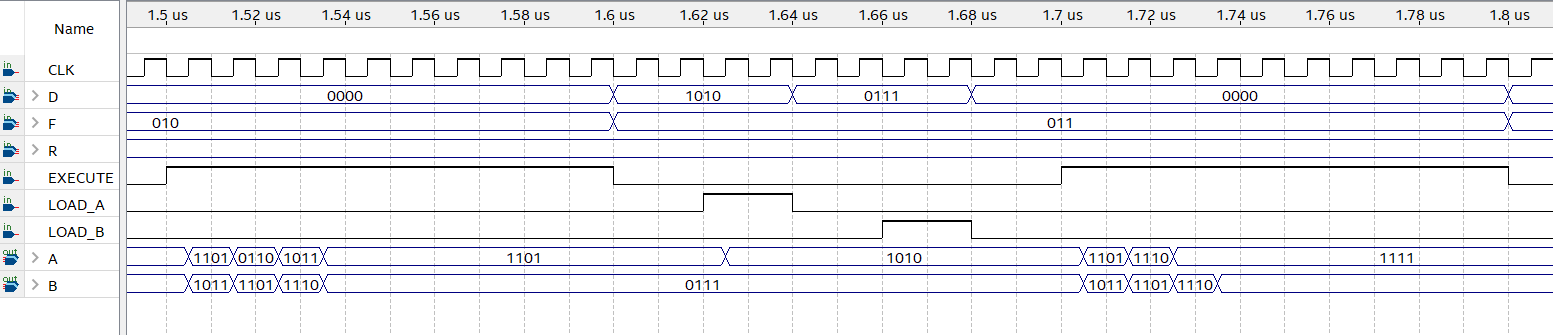 1.5 us 1.52 us 1.54 us 1.56 us 1.58 us 1.6 us 1.62 us 1.64 us 1.66 us 1.68 us 1.7 us 1.72 us 1.74 us 1.76 us 1.78 us 1.8 us
Name
in CLK
in D 0000 1010 0111 0000
in F 010 011
in R
in EXECUTE
in LOAD_A
in LOAD_B
out A 1101 0110 1011 1101 1010 1101 1110 1111
out B 1011 1101 1110 0111 1011 1101 1110